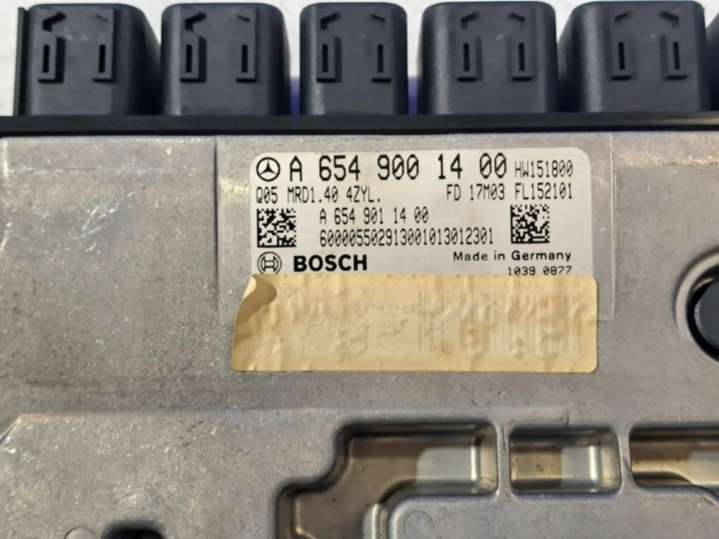 A 654 900 14 00 HW151800
Q05 MRD1.40 4ZYL. FD 17M03 FL152101
A 654 901 14 00
600005502913001013012301
BOSCH Made in Germany
1039 0877